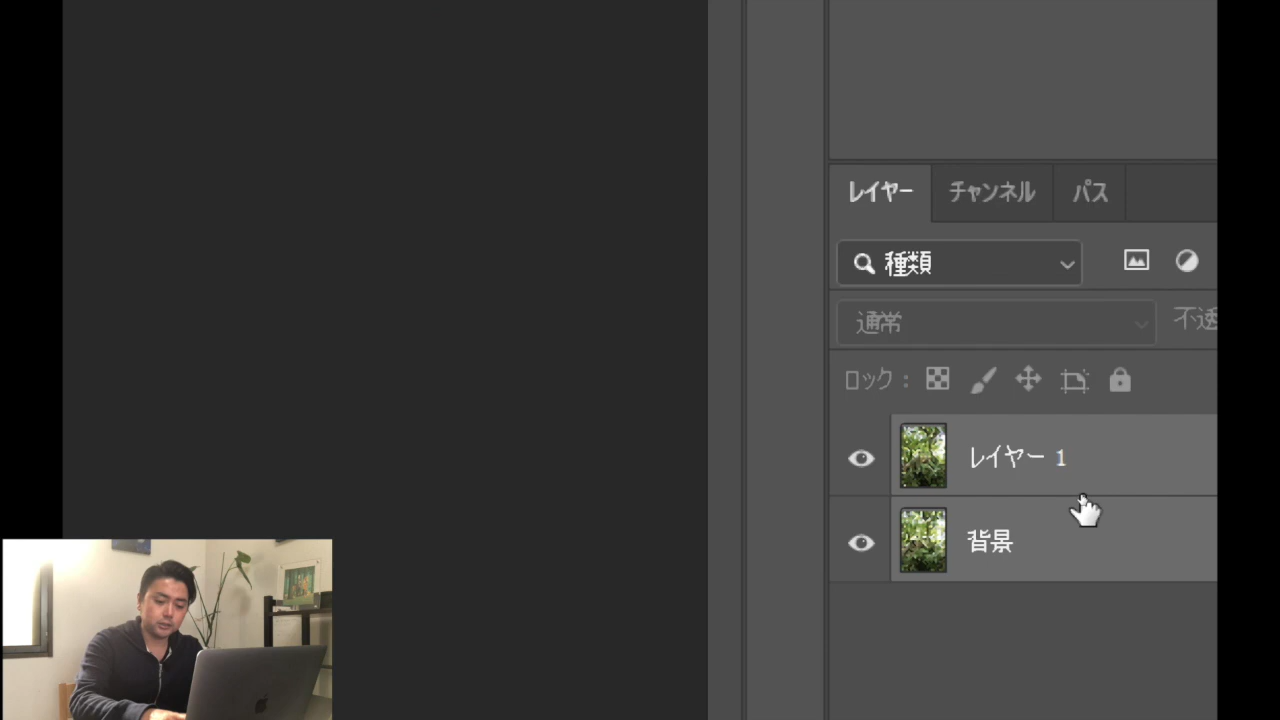 レイヤー チャンネル パス
種類
通常 不透
ロック：
レイヤー 1
背景